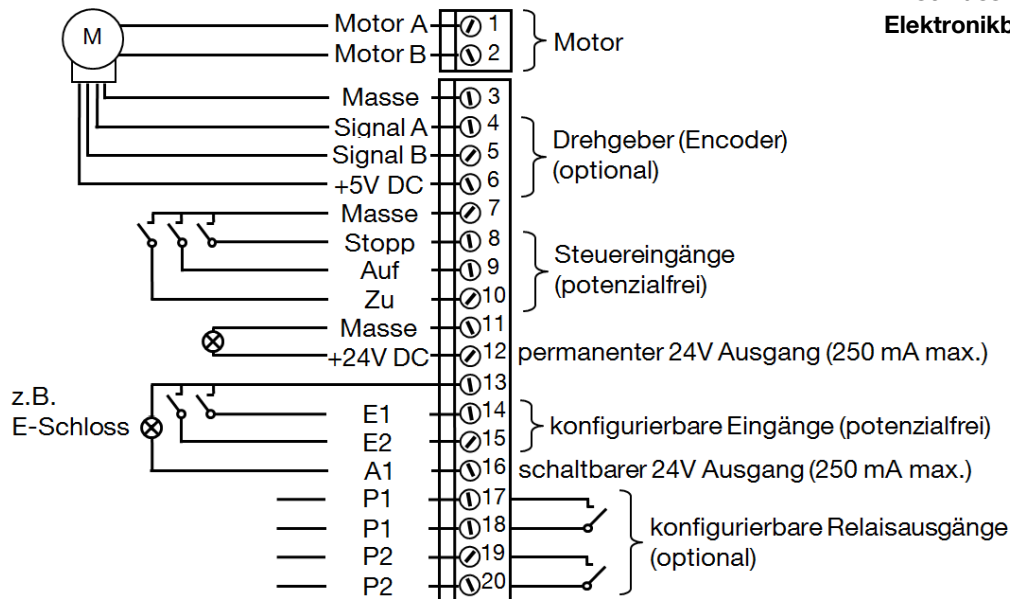 Elektronikb
M
Motor A 1
Motor B 2
Motor
Masse 3
Signal A 4
Signal B 5
+5V DC 6
Drehgeber (Encoder)
(optional)
Masse 7
Stopp 8
Auf 9
Zu 10
Steuereingänge
(potenzialfrei)
Masse 11
+24V DC 12 permanenter 24V Ausgang (250 mA max.)
13
z.B.
E-Schloss
E1 14
E2 15
konfigurierbare Eingänge (potenzialfrei)
A1 16 schaltbarer 24V Ausgang (250 mA max.)
P1 17
P1 18
P2 19
P2 20
konfigurierbare Relaisausgänge
(optional)